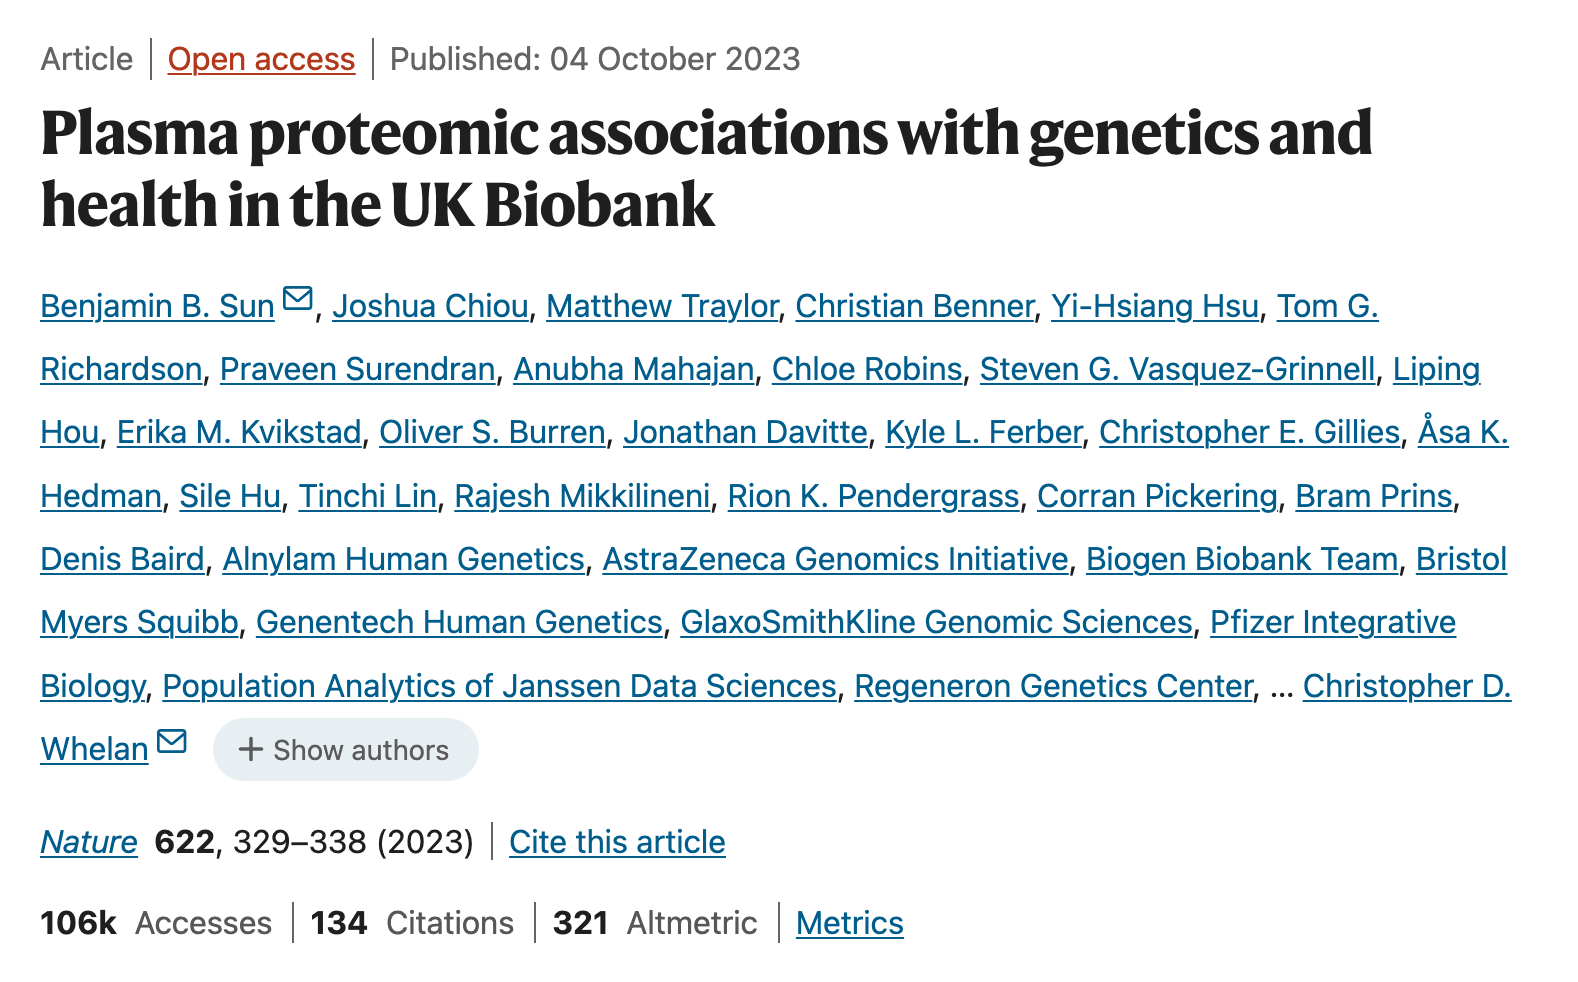 Article | Open access | Published: 04 October 2023
Plasma proteomic associations with genetics and
health in the UK Biobank
Benjamin B. Sun, Joshua Chiou, Matthew Traylor, Christian Benner, Yi-Hsiang Hsu, Tom G.
Richardson, Praveen Surendran, Anubha Mahajan, Chloe Robins, Steven G. Vasquez-Grinnell, Liping
Hou, Erika M. Kvikstad, Oliver S. Burren, Jonathan Davitte, Kyle L. Ferber, Christopher E. Gillies, Åsa K.
Hedman, Sile Hu, Tinchi Lin, Rajesh Mikkilineni, Rion K. Pendergrass, Corran Pickering, Bram Prins,
Denis Baird, Alnylam Human Genetics, AstraZeneca Genomics Initiative, Biogen Biobank Team, Bristol
Myers Squibb, Genentech Human Genetics, GlaxoSmithKline Genomic Sciences, Pfizer Integrative
Biology, Population Analytics of Janssen Data Sciences, Regeneron Genetics Center, ... Christopher D.
Whelan + Show authors
Nature 622, 329–338 (2023) | Cite this article
106k Accesses | 134 Citations | 321 Altmetric | Metrics